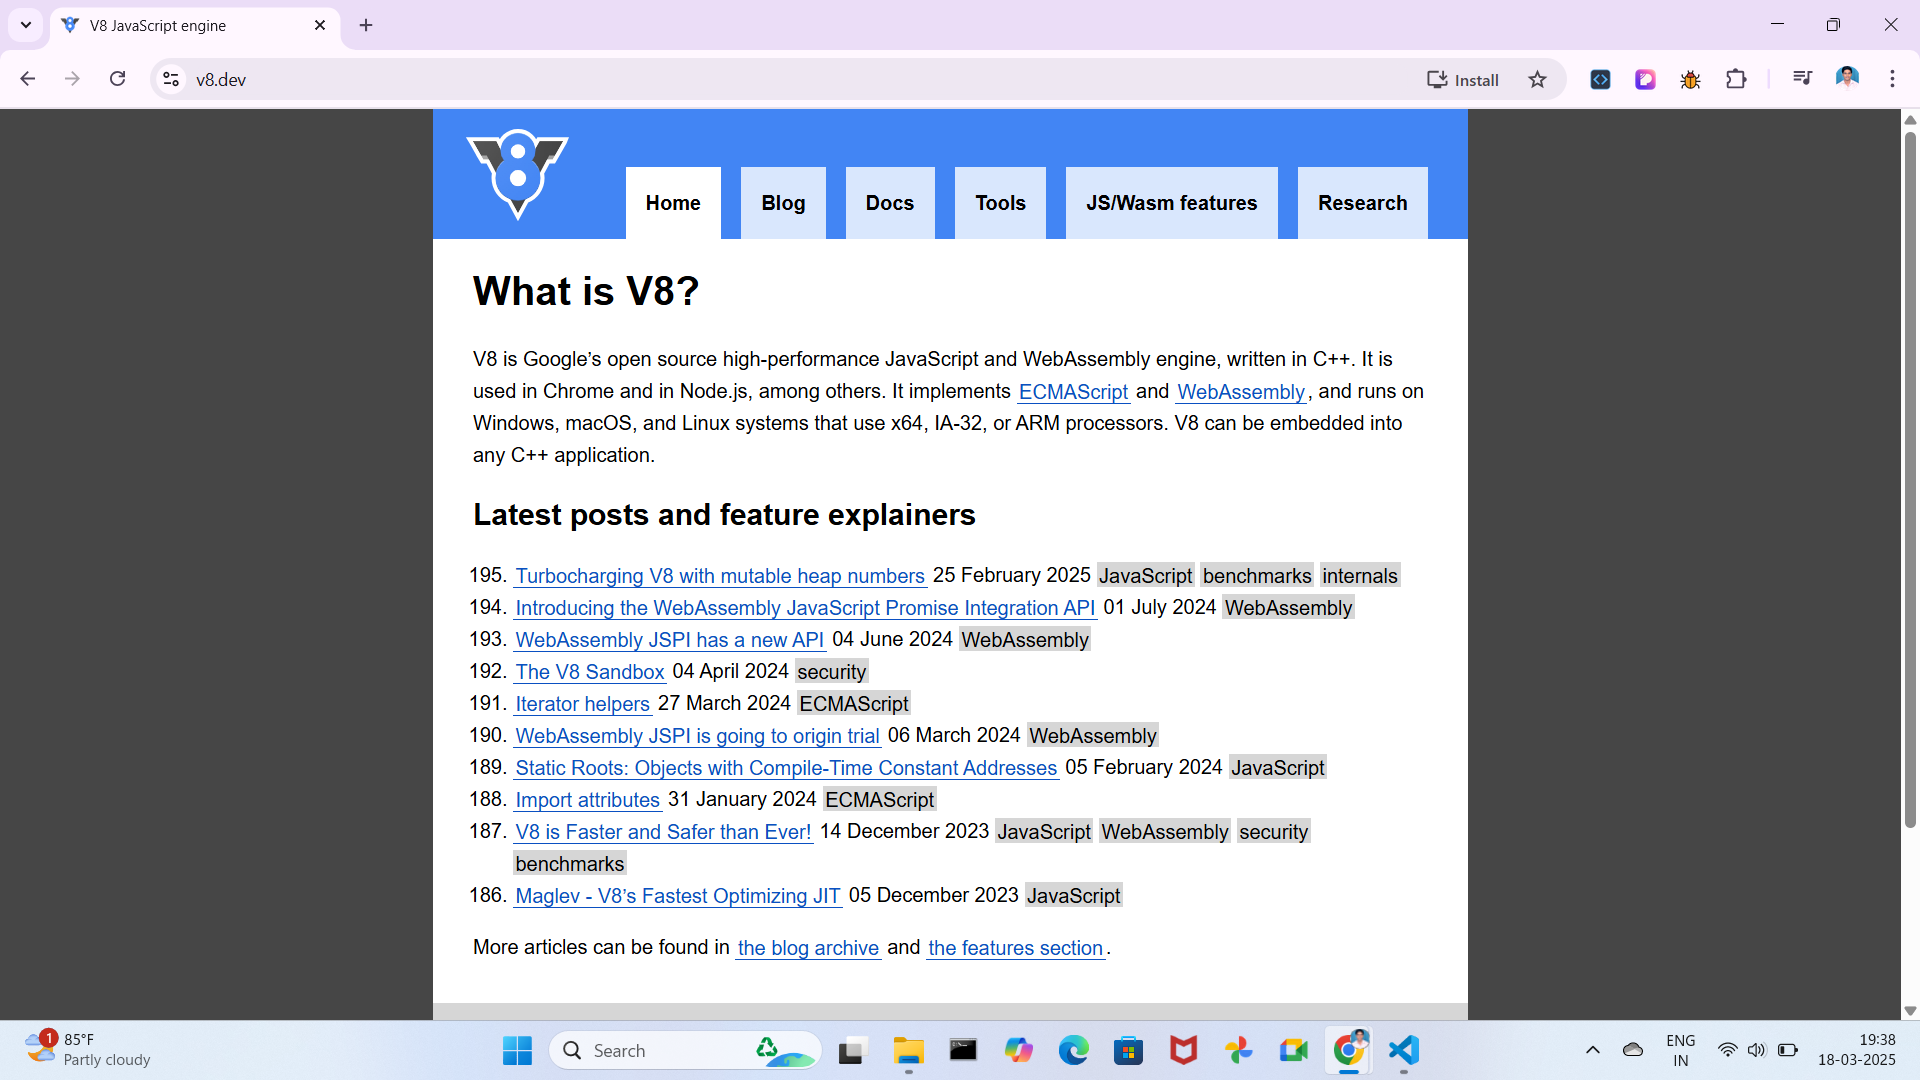 V8 JavaScript engine
v8.dev
Install
Home Blog Docs Tools JS/Wasm features Research
What is V8?
V8 is Google’s open source high-performance JavaScript and WebAssembly engine, written in C++. It is
used in Chrome and in Node.js, among others. It implements ECMAScript and WebAssembly, and runs on
Windows, macOS, and Linux systems that use x64, IA-32, or ARM processors. V8 can be embedded into
any C++ application.
Latest posts and feature explainers
195. Turbocharging V8 with mutable heap numbers 25 February 2025 JavaScript benchmarks internals
194. Introducing the WebAssembly JavaScript Promise Integration API 01 July 2024 WebAssembly
193. WebAssembly JSPI has a new API 04 June 2024 WebAssembly
192. The V8 Sandbox 04 April 2024 security
191. Iterator helpers 27 March 2024 ECMAScript
190. WebAssembly JSPI is going to origin trial 06 March 2024 WebAssembly
189. Static Roots: Objects with Compile-Time Constant Addresses 05 February 2024 JavaScript
188. Import attributes 31 January 2024 ECMAScript
187. V8 is Faster and Safer than Ever! 14 December 2023 JavaScript WebAssembly security
benchmarks
186. Maglev - V8’s Fastest Optimizing JIT 05 December 2023 JavaScript
More articles can be found in the blog archive and the features section.
1
85°F
Partly cloudy
Search
ENG
IN
19:38
18-03-2025